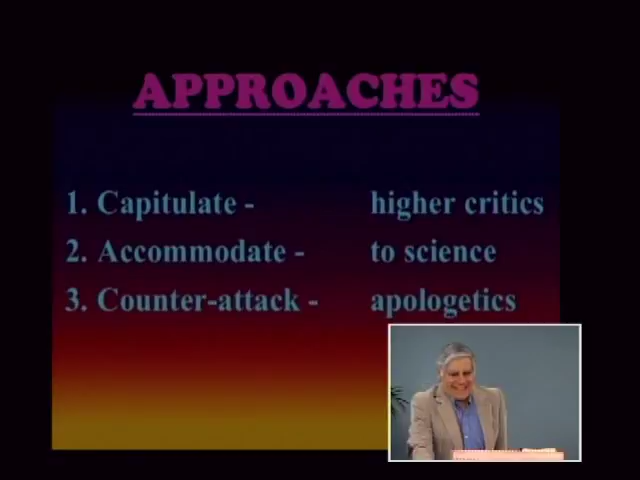 APPROACHES
1. Capitulate - higher critics
2. Accommodate - to science
3. Counter-attack - apologetics